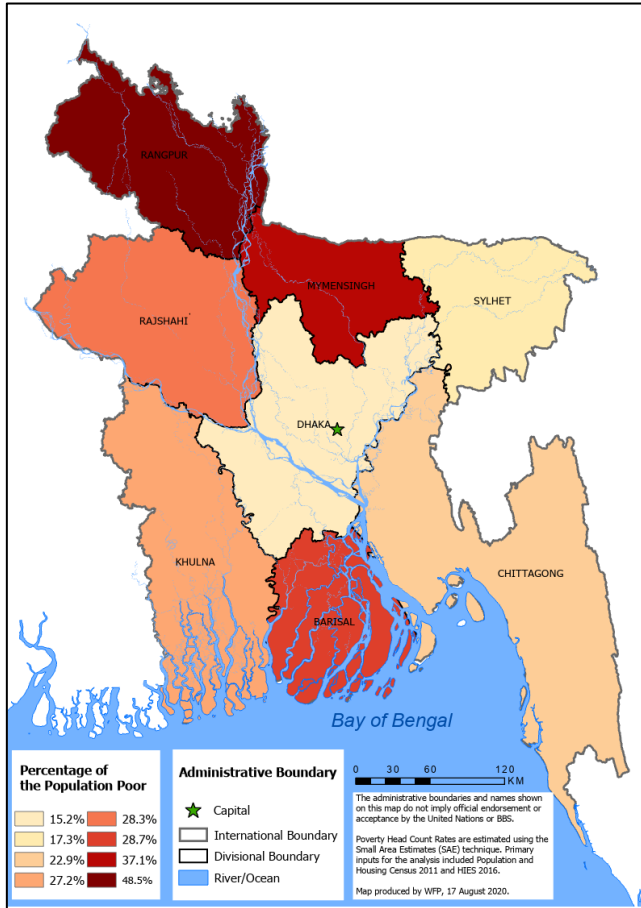 RANGPUR
MYMENSINGH
SYLHET
RAJSHAHI
DHAKA
KHULNA
CHITTAGONG
BARISAL
Bay of Bengal
Percentage of
the Population Poor
15.2%
17.3%
22.9%
27.2%
28.3%
28.7%
37.1%
48.5%
Administrative Boundary
Capital
International Boundary
Divisional Boundary
River/Ocean
0 30 60 120
KM
The administrative boundaries and names shown
on this map do not imply official endorsement or
acceptance by the United Nations or BBS.
Poverty Head Count Rates are estimated using the
Small Area Estimates (SAE) technique. Primary
inputs for the analysis included Population and
Housing Census 2011 and HIES 2016.
Map produced by WFP, 17 August 2020.